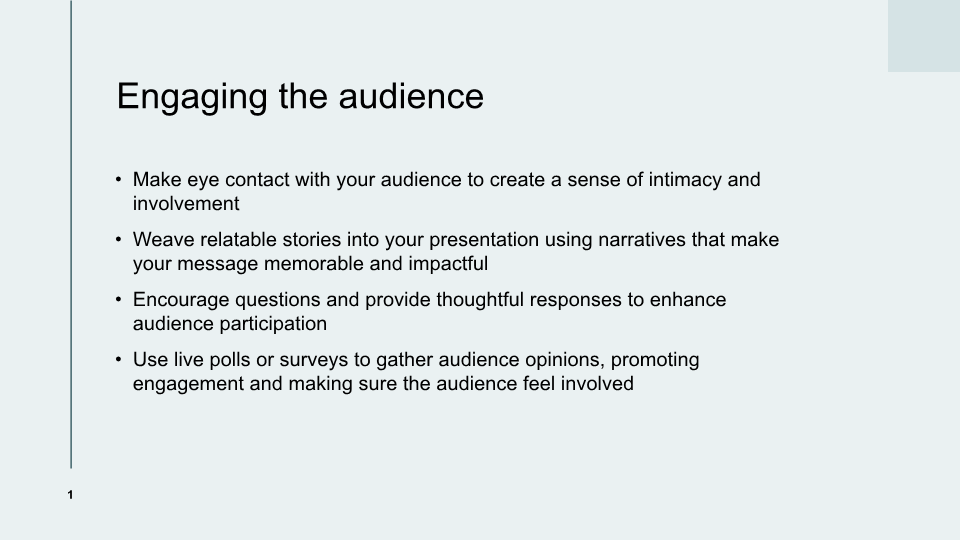 Engaging the audience
• Make eye contact with your audience to create a sense of intimacy and
involvement
• Weave relatable stories into your presentation using narratives that make
your message memorable and impactful
• Encourage questions and provide thoughtful responses to enhance
audience participation
• Use live polls or surveys to gather audience opinions, promoting
engagement and making sure the audience feel involved
1